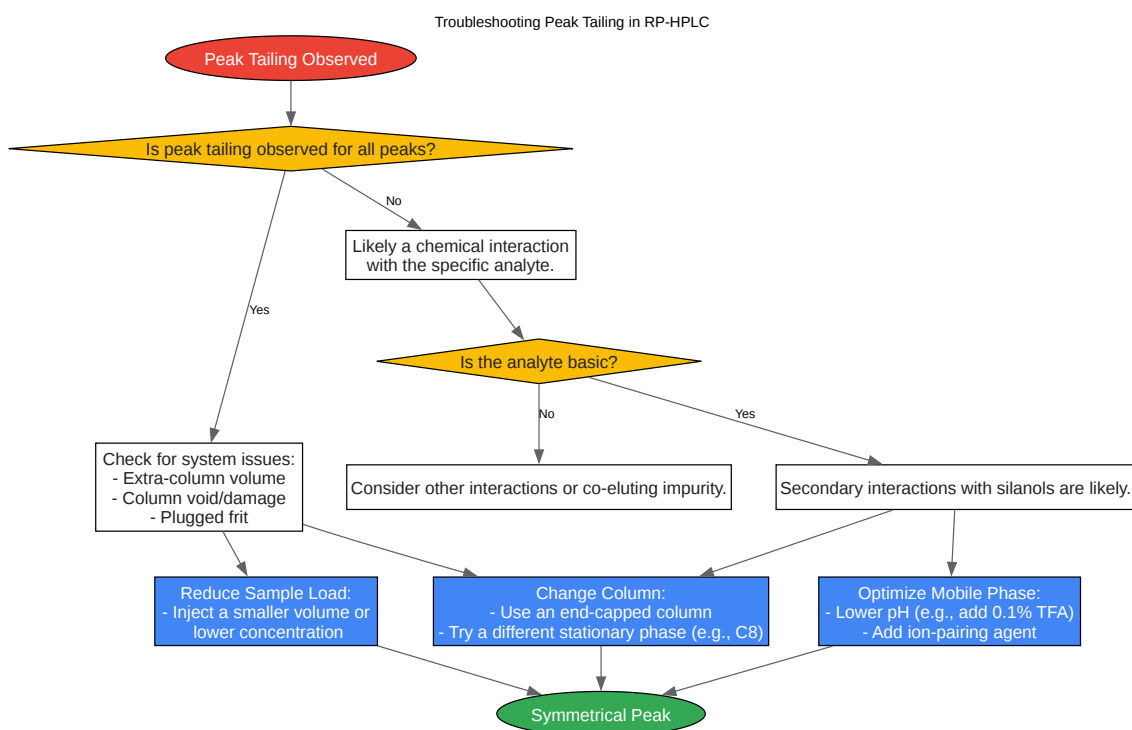 Troubleshooting Peak Tailing in RP-HPLC
Peak Tailing Observed
Is peak tailing observed for all peaks?
No
Likely a chemical interaction
with the specific analyte.
Yes
Is the analyte basic?
No
Yes
Check for system issues:
- Extra-column volume
- Column void/damage
- Plugged frit
Consider other interactions or co-eluting impurity.
Secondary interactions with silanols are likely.
Reduce Sample Load:
- Inject a smaller volume or
lower concentration
Change Column:
- Use an end-capped column
- Try a different stationary phase (e.g., C8)
Optimize Mobile Phase:
- Lower pH (e.g., add 0.1% TFA)
- Add ion-pairing agent
Symmetrical Peak